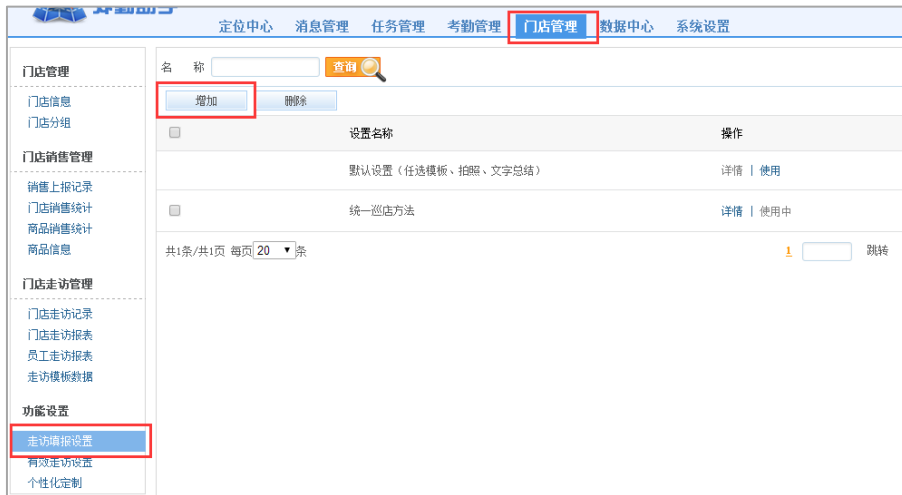 定位中心 消息管理 任务管理 考勤管理 门店管理 数据中心 系统设置
门店管理
门店信息
门店分组
门店销售管理
销售上报记录
门店销售统计
商品销售统计
商品信息
门店走访管理
门店走访记录
门店走访报表
员工走访报表
走访模板数据
功能设置
走访填报设置
有效走访设置
个性化定制
名 称 查询
增加 删除
设置名称 操作
默认设置（任选模板、拍照、文字总结） 详情 | 使用
统一巡店方法 详情 | 使用中
共1条/共1页 每页 20 条 1 跳转